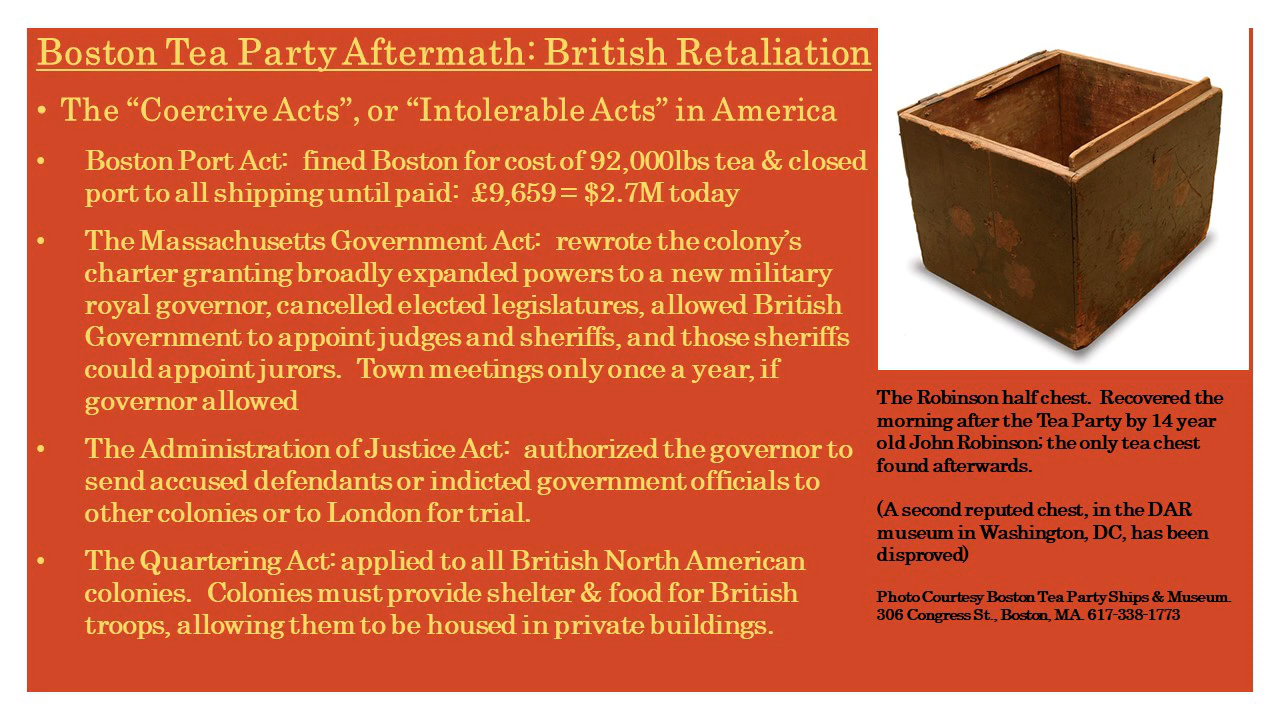 Boston Tea Party Aftermath: British Retaliation
• The “Coercive Acts”, or “Intolerable Acts” in America
• Boston Port Act: fined Boston for cost of 92,000lbs tea & closed
port to all shipping until paid: £9,659 = $2.7M today
• The Massachusetts Government Act: rewrote the colony’s
charter granting broadly expanded powers to a new military
royal governor, cancelled elected legislatures, allowed British
Government to appoint judges and sheriffs, and those sheriffs
could appoint jurors. Town meetings only once a year, if
governor allowed
• The Administration of Justice Act: authorized the governor to
send accused defendants or indicted government officials to
other colonies or to London for trial.
• The Quartering Act: applied to all British North American
colonies. Colonies must provide shelter & food for British
troops, allowing them to be housed in private buildings.
The Robinson half chest. Recovered the
morning after the Tea Party by 14 year
old John Robinson; the only tea chest
found afterwards.
(A second reputed chest, in the DAR
museum in Washington, DC, has been
disproved)
Photo Courtesy Boston Tea Party Ships & Museum.
306 Congress St., Boston, MA. 617-338-1773